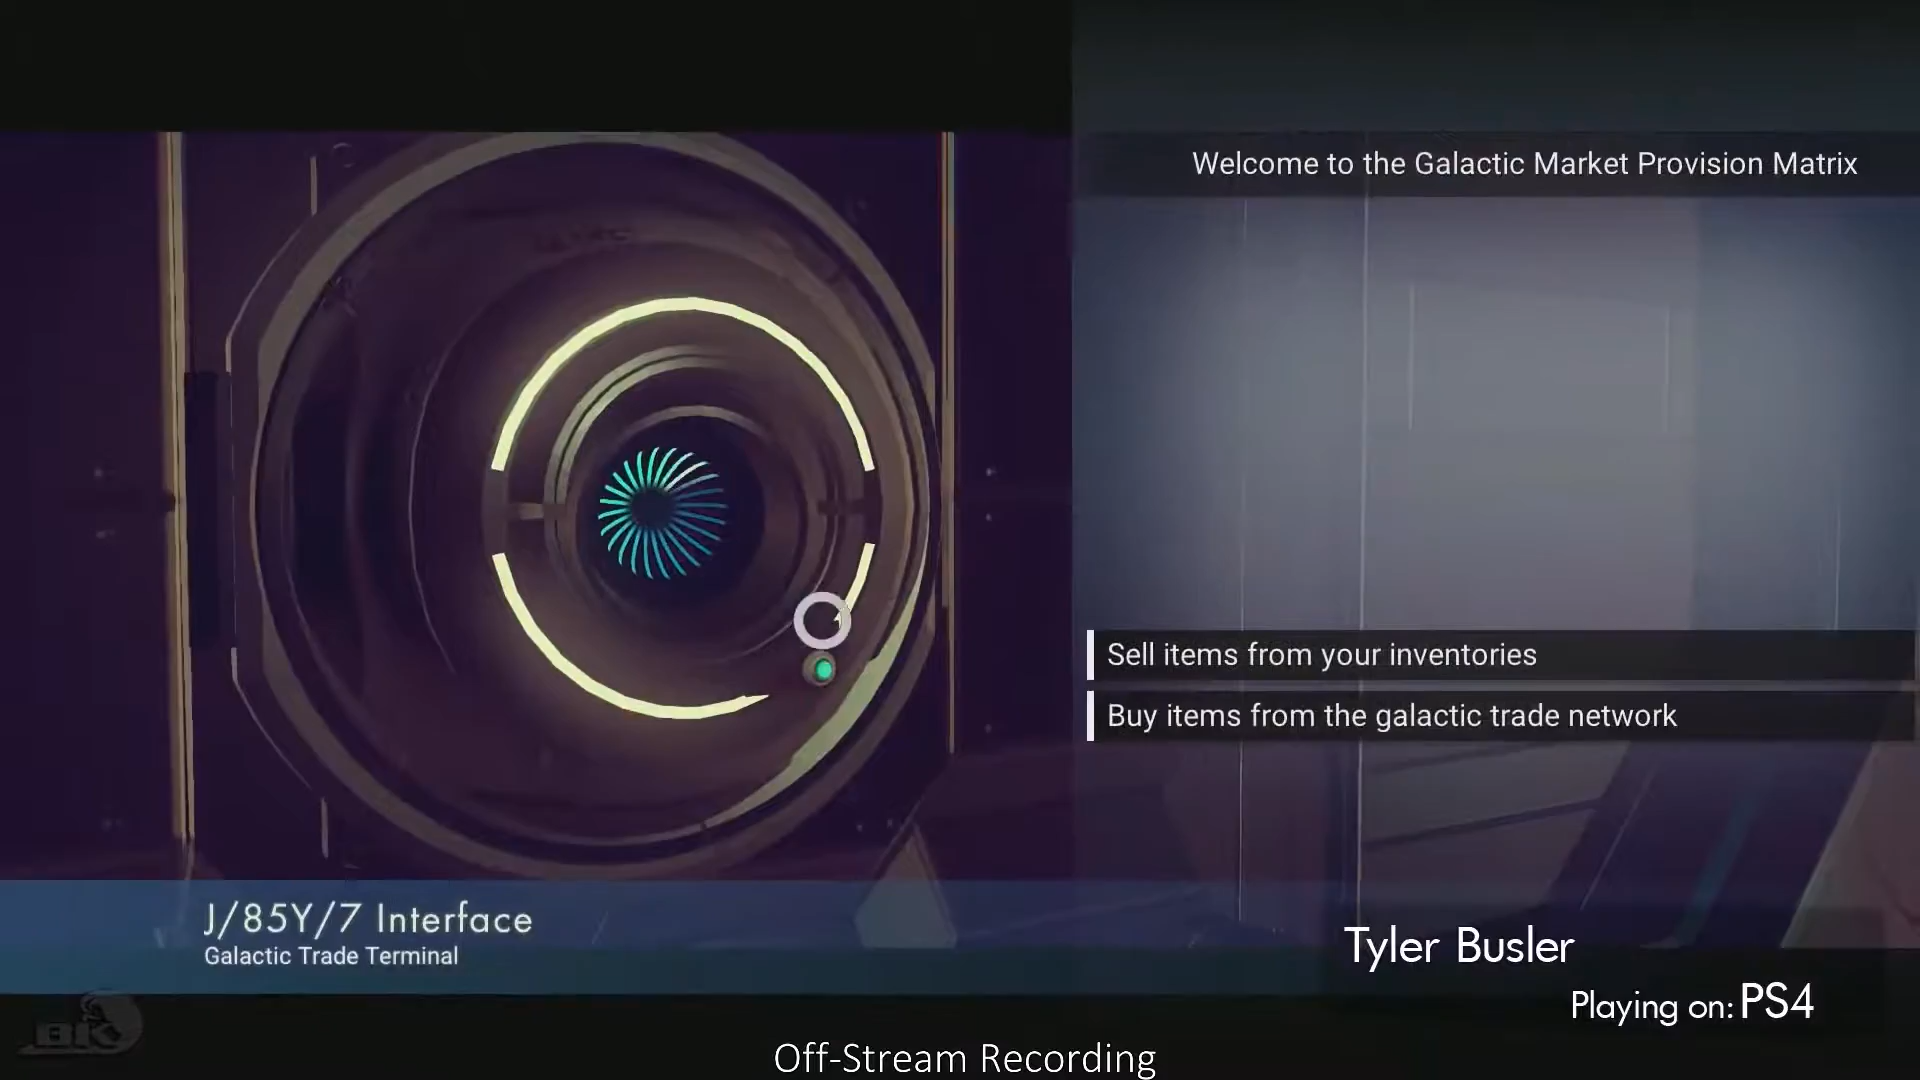 Welcome to the Galactic Market Provision Matrix
Sell items from your inventories
Buy items from the galactic trade network
J/85Y/7 Interface
Galactic Trade Terminal
Tyler Busler
Playing on: PS4
BK
Off-Stream Recording